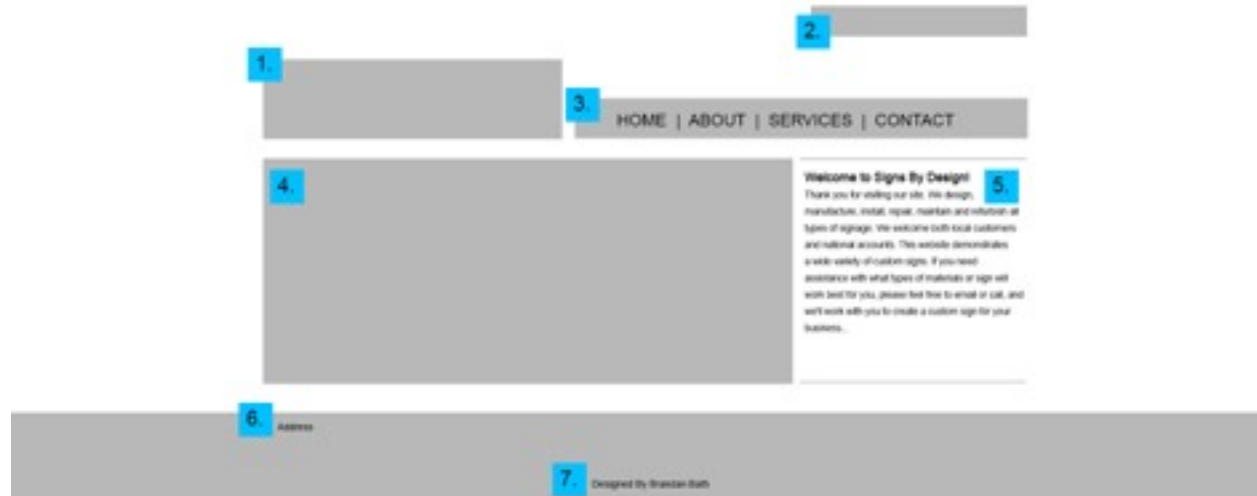 2.
1.
3.
HOME | ABOUT | SERVICES | CONTACT
4.
Welcome to Signs By Design!
5.
Thank you for visiting our site. We design,
manufacture, install, repair, maintain and refurbish all
types of signage. We welcome both local customers
and national accounts. This website demonstrates
a wide variety of custom signs. If you need
assistance with what types of materials or sign will
work best for you, please feel free to email or call, and
we'll work with you to create a custom sign for your
business...
6.
Address
7.
Designed By Brandan Bath